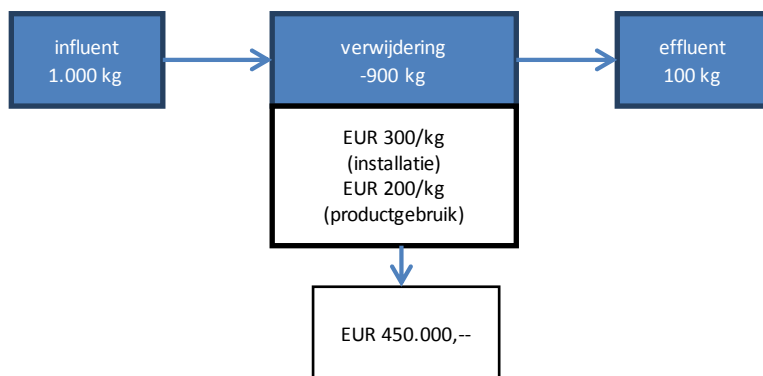 influent
1.000 kg
verwijdering
-900 kg
effluent
100 kg
EUR 300/kg
(installatie)
EUR 200/kg
(productgebruik)
EUR 450.000,--